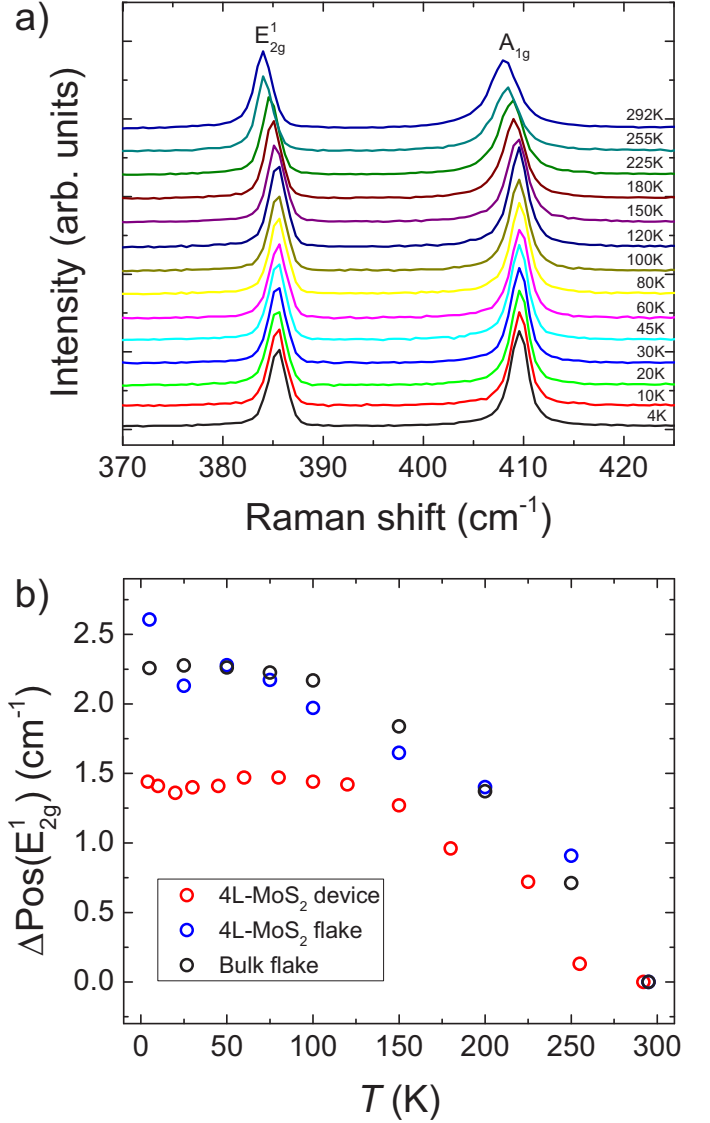 a)
E¹₂g
A₁g
292K
255K
225K
180K
150K
120K
100K
80K
60K
45K
30K
20K
10K
4K
Intensity (arb. units)
370 380 390 400 410 420
Raman shift (cm⁻¹)
b)
2.5
2.0
1.5
1.0
0.5
0.0
ΔPos(E¹₂g) (cm⁻¹)
4L-MoS₂ device
4L-MoS₂ flake
Bulk flake
0 50 100 150 200 250 300
T (K)